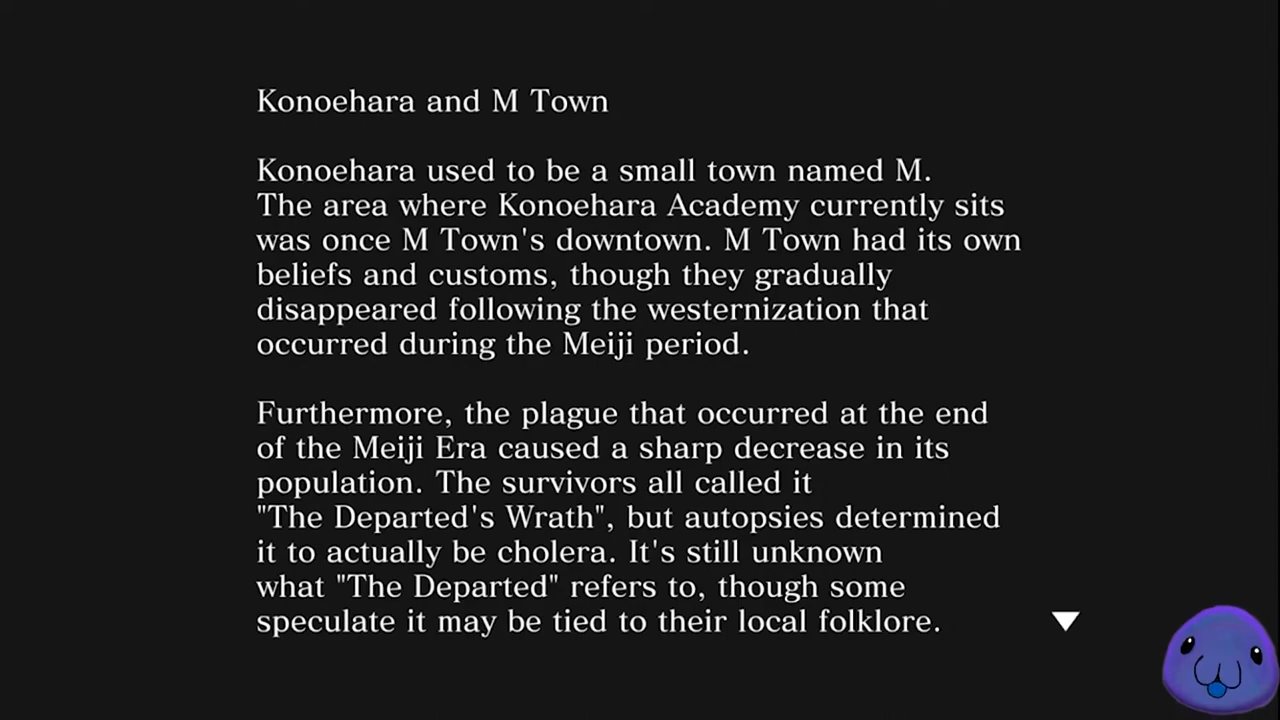 Konoehara and M Town
Konoehara used to be a small town named M.
The area where Konoehara Academy currently sits
was once M Town's downtown. M Town had its own
beliefs and customs, though they gradually
disappeared following the westernization that
occurred during the Meiji period.
Furthermore, the plague that occurred at the end
of the Meiji Era caused a sharp decrease in its
population. The survivors all called it
"The Departed's Wrath", but autopsies determined
it to actually be cholera. It's still unknown
what "The Departed" refers to, though some
speculate it may be tied to their local folklore.